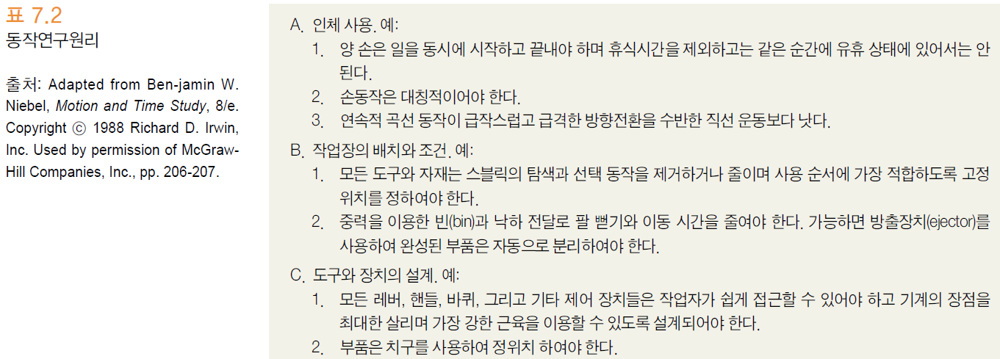 표 7.2
동작연구원리
출처: Adapted from Ben-jamin W.
Niebel, Motion and Time Study, 8/e.
Copyright ⓒ 1988 Richard D. Irwin,
Inc. Used by permission of McGraw-
Hill Companies, Inc., pp. 206-207.
A. 인체 사용. 예:
1. 양 손은 일을 동시에 시작하고 끝내야 하며 휴식시간을 제외하고는 같은 순간에 유휴 상태에 있어서는 안
된다.
2. 손동작은 대칭적이어야 한다.
3. 연속적 곡선 동작이 급작스럽고 급격한 방향전환을 수반한 직선 운동보다 낫다.
B. 작업장의 배치와 조건. 예:
1. 모든 도구와 자재는 스블릭의 탐색과 선택 동작을 제거하거나 줄이며 사용 순서에 가장 적합하도록 고정
위치를 정하여야 한다.
2. 중력을 이용한 빈(bin)과 낙하 전달로 팔 뻗기와 이동 시간을 줄여야 한다. 가능하면 방출장치(ejector)를
사용하여 완성된 부품은 자동으로 분리하여야 한다.
C. 도구와 장치의 설계. 예:
1. 모든 레버, 핸들, 바퀴, 그리고 기타 제어 장치들은 작업자가 쉽게 접근할 수 있어야 하고 기계의 장점을
최대한 살리며 가장 강한 근육을 이용할 수 있도록 설계되어야 한다.
2. 부품은 치구를 사용하여 정위치 하여야 한다.